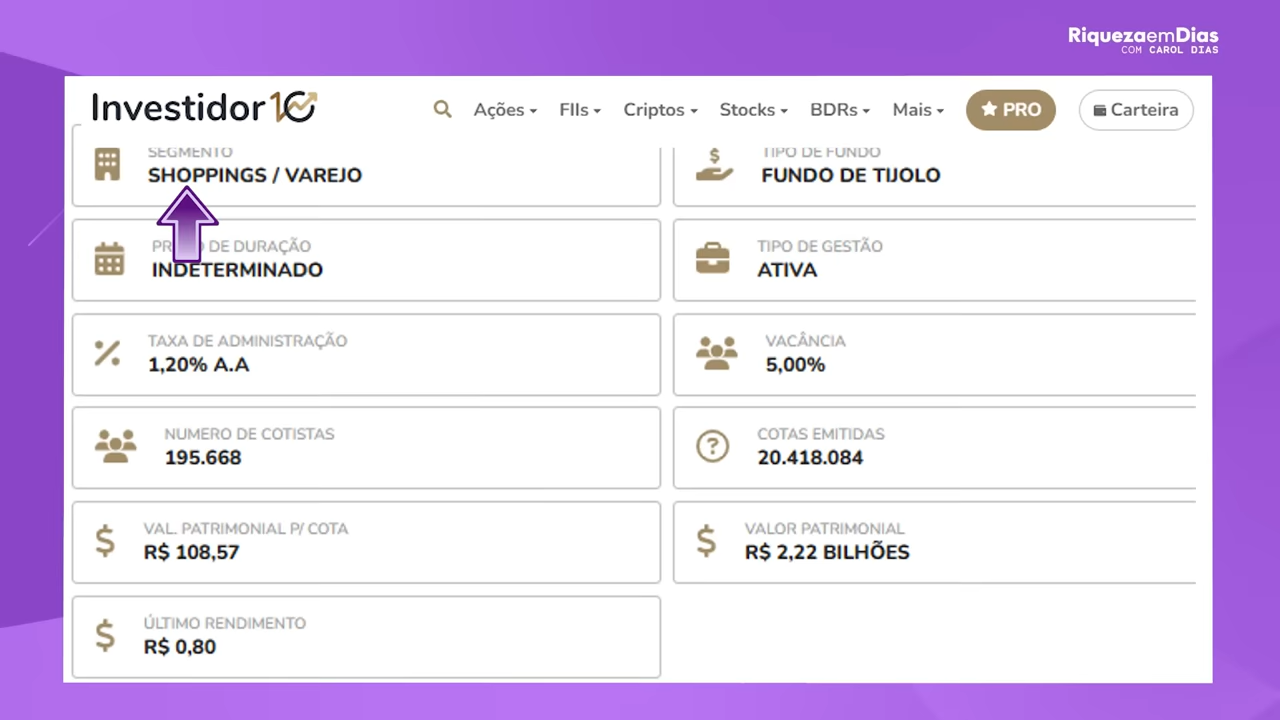 RiquezaemDias
COM CAROL DIAS
Investidor10
Ações
FIIs
Criptos
Stocks
BDRs
Mais
PRO
Carteira
SEGMENTO
SHOPPINGS / VAREJO
TIPO DE FUNDO
FUNDO DE TIJOLO
DE DURAÇÃO
INDETERMINADO
TIPO DE GESTÃO
ATIVA
TAXA DE ADMINISTRAÇÃO
1,20% A.A
VACÂNCIA
5,00%
NUMERO DE COTISTAS
195.668
COTAS EMITIDAS
20.418.084
VAL. PATRIMONIAL P/ COTA
R$ 108,57
VALOR PATRIMONIAL
R$ 2,22 BILHÕES
ÚLTIMO RENDIMENTO
R$ 0,80